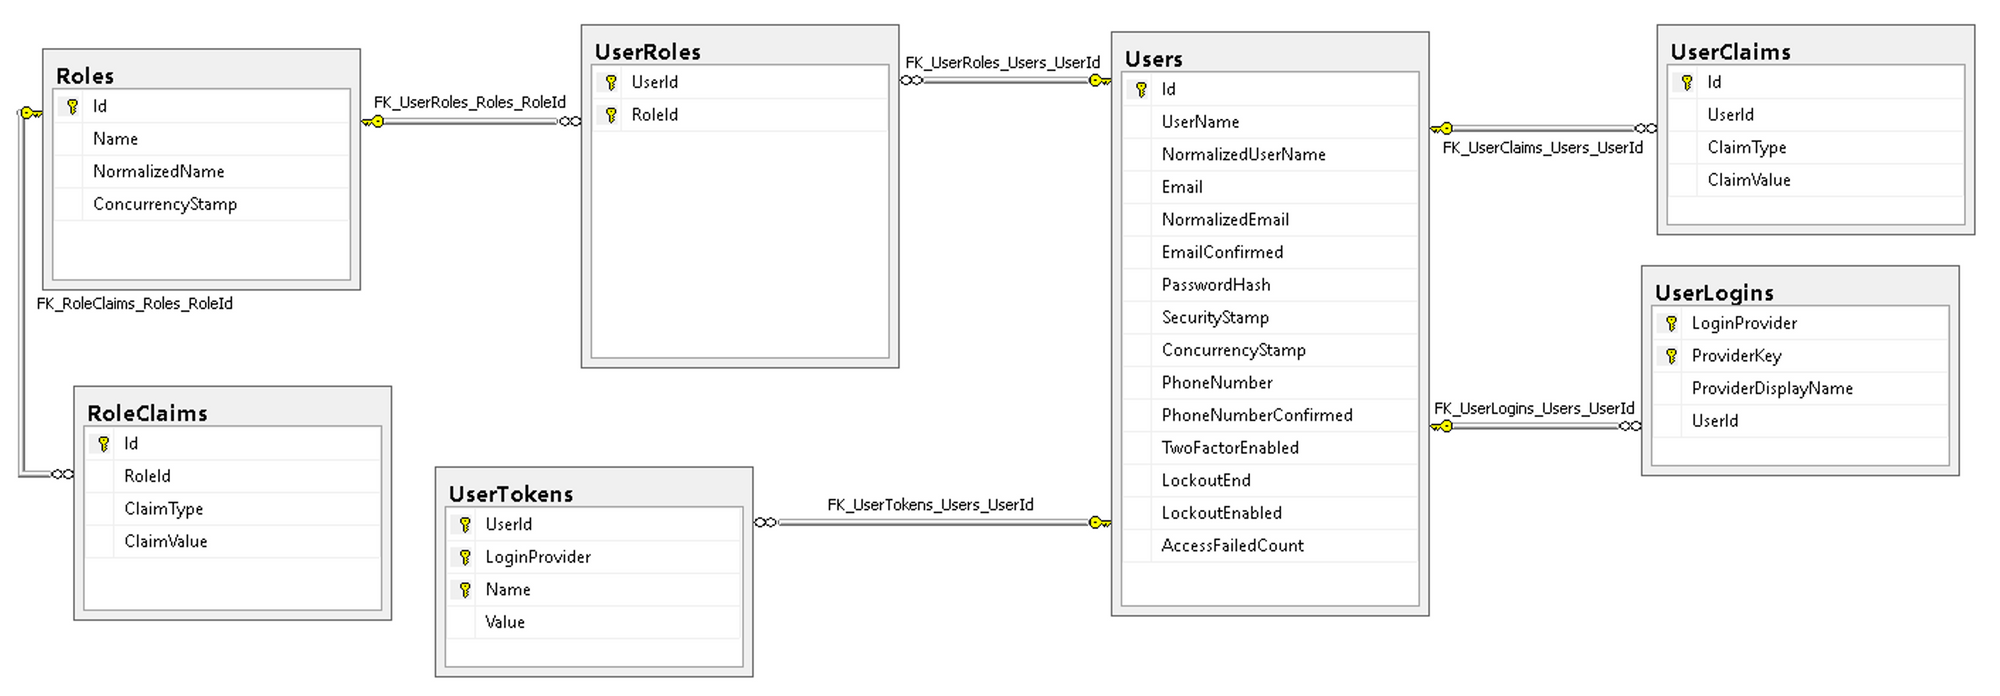 Roles
Id
Name
NormalizedName
ConcurrencyStamp
FK_UserRoles_Roles_RoleId
UserRoles
UserId
RoleId
FK_UserRoles_Users_UserId
Users
Id
UserName
NormalizedUserName
Email
NormalizedEmail
EmailConfirmed
PasswordHash
SecurityStamp
ConcurrencyStamp
PhoneNumber
PhoneNumberConfirmed
TwoFactorEnabled
LockoutEnd
LockoutEnabled
AccessFailedCount
FK_UserClaims_Users_UserId
UserClaims
Id
UserId
ClaimType
ClaimValue
FK_UserLogins_Users_UserId
UserLogins
LoginProvider
ProviderKey
ProviderDisplayName
UserId
FK_RoleClaims_Roles_RoleId
RoleClaims
Id
RoleId
ClaimType
ClaimValue
UserTokens
UserId
LoginProvider
Name
Value
FK_UserTokens_Users_UserId